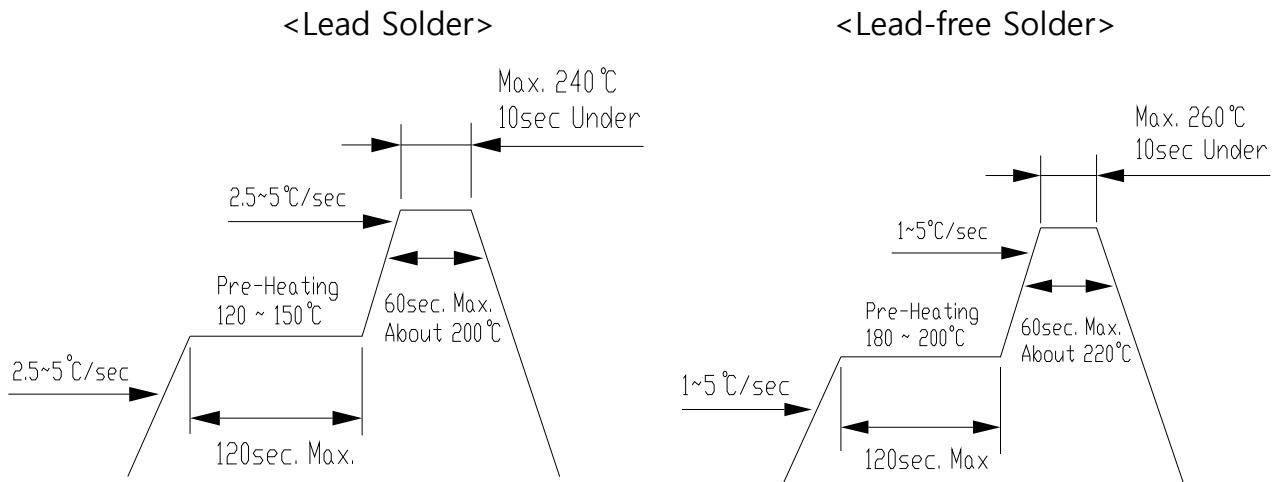 <Lead Solder>
Max. 240℃
10sec Under
2.5~5℃/sec
Pre-Heating
120 ~ 150℃
60sec. Max.
About 200℃
2.5~5℃/sec
120sec. Max.
<Lead-free Solder>
Max. 260℃
10sec Under
1~5℃/sec
Pre-Heating
180 ~ 200℃
60sec. Max.
About 220℃
1~5℃/sec
120sec. Max